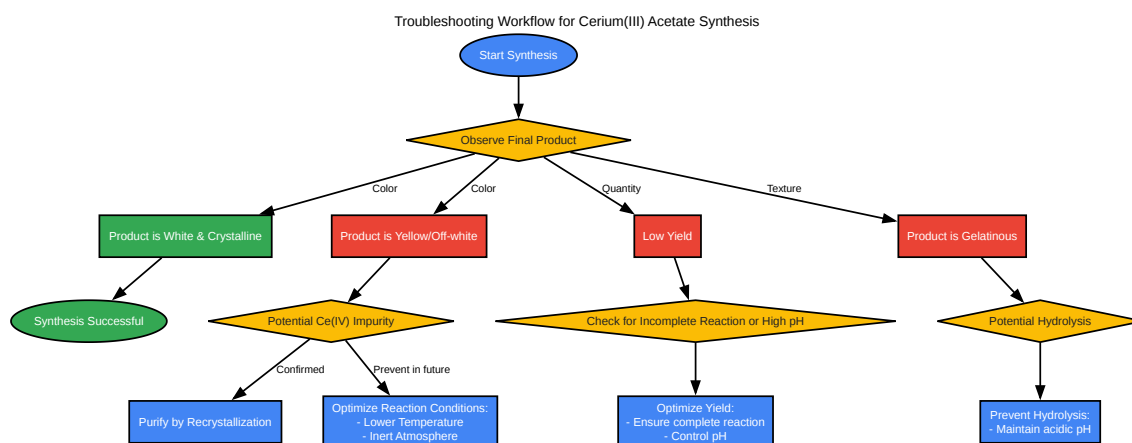 Troubleshooting Workflow for Cerium(III) Acetate Synthesis
Start Synthesis
Observe Final Product
Color
Color
Quantity
Texture
Product is White & Crystalline
Product is Yellow/Off-white
Low Yield
Product is Gelatinous
Synthesis Successful
Potential Ce(IV) Impurity
Check for Incomplete Reaction or High pH
Potential Hydrolysis
Confirmed
Prevent in future
Purify by Recrystallization
Optimize Reaction Conditions:
- Lower Temperature
- Inert Atmosphere
Optimize Yield:
- Ensure complete reaction
- Control pH
Prevent Hydrolysis:
- Maintain acidic pH